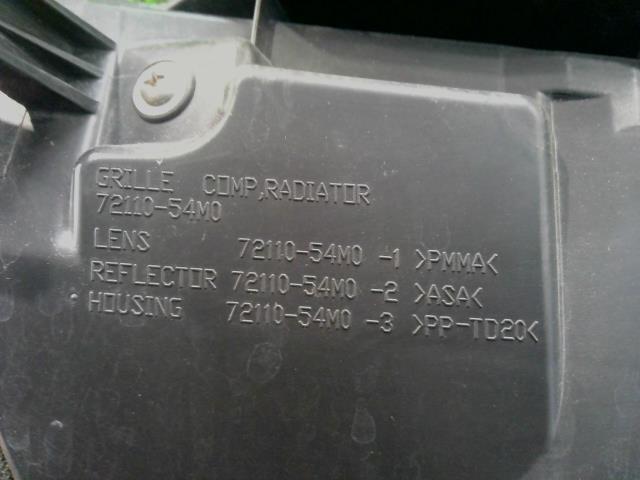 GRILLE COMP,RADIATOR
72110-54M0
LENS 72110-54M0 -1 >PMMA<
REFLECTOR 72110-54M0 -2 >ASA<
HOUSING 72110-54M0 -3 >PP-TD20<